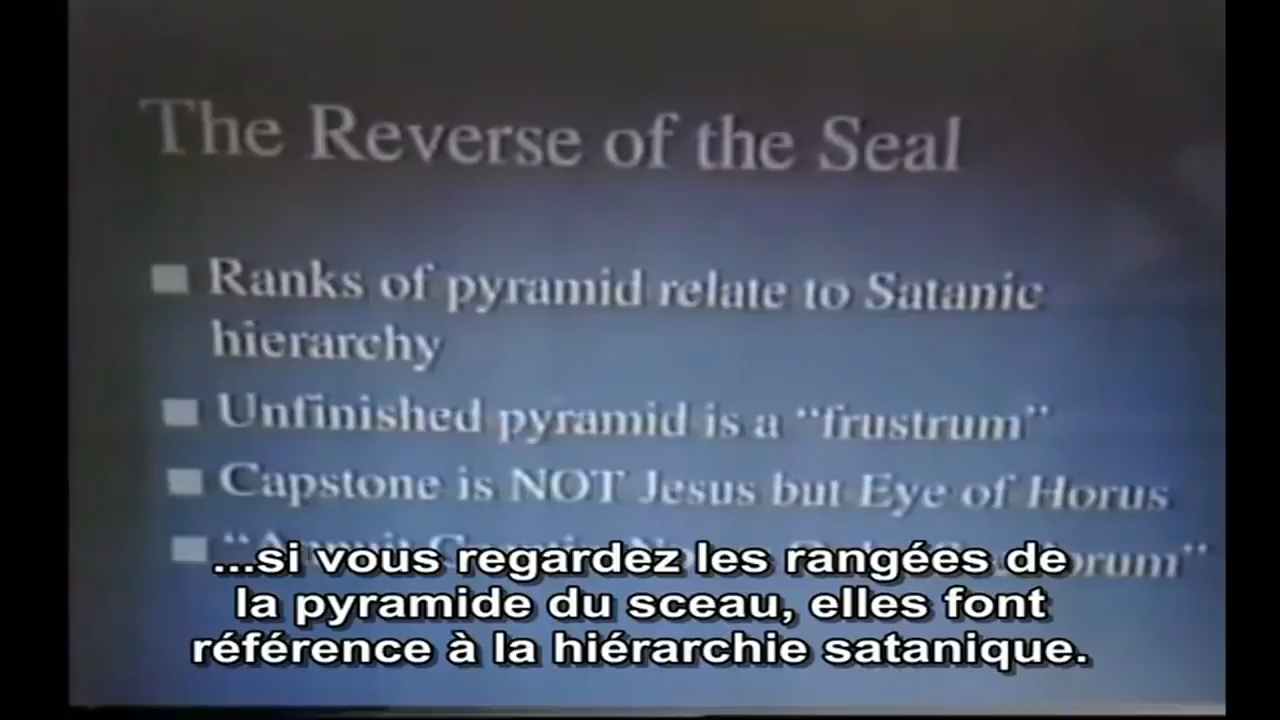 The Reverse of the Seal
Ranks of pyramid relate to Satanic
hierarchy
Unfinished pyramid is a “frustrum”
Capstone is NOT Jesus but Eye of Horus
...si vous regardez les rangées de
la pyramide du sceau, elles font
référence à la hiérarchie satanique.